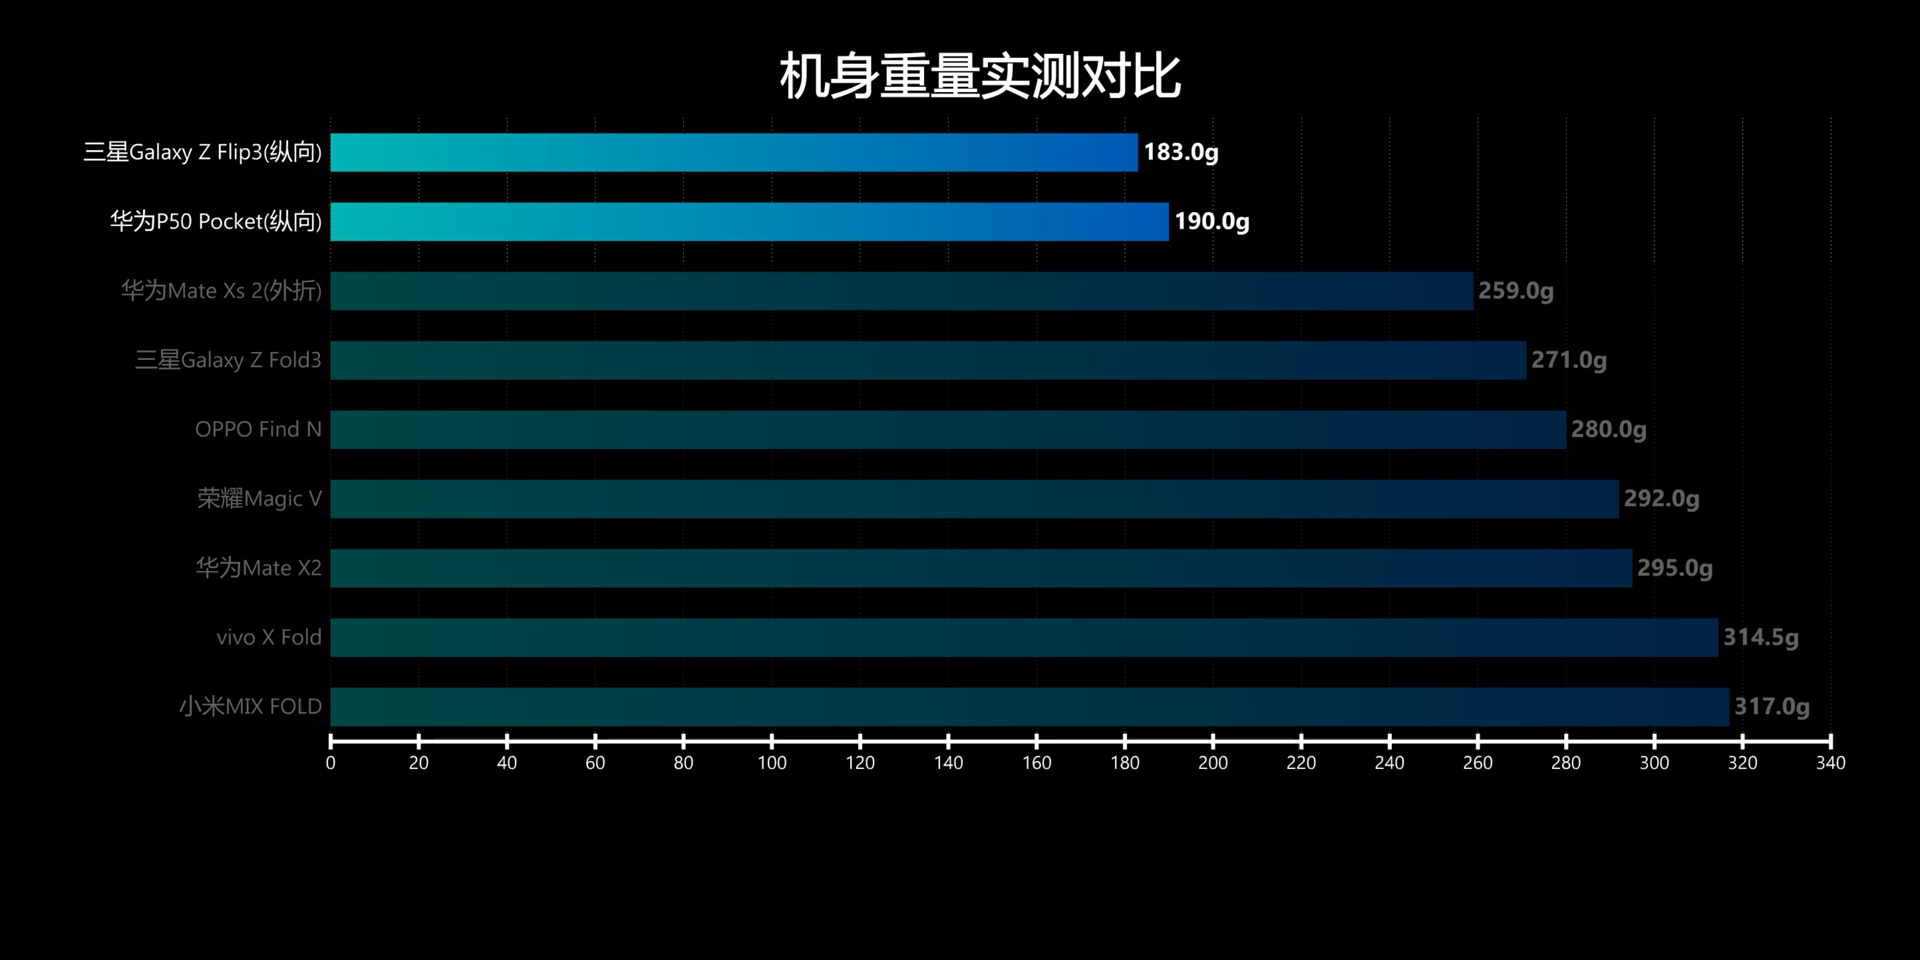 机身重量实测对比
三星Galaxy Z Flip3(纵向) 183.0g
华为P50 Pocket(纵向) 190.0g
华为Mate Xs 2(外折) 259.0g
三星Galaxy Z Fold3 271.0g
OPPO Find N 280.0g
荣耀Magic V 292.0g
华为Mate X2 295.0g
vivo X Fold 314.5g
小米MIX FOLD 317.0g
0 20 40 60 80 100 120 140 160 180 200 220 240 260 280 300 320 340